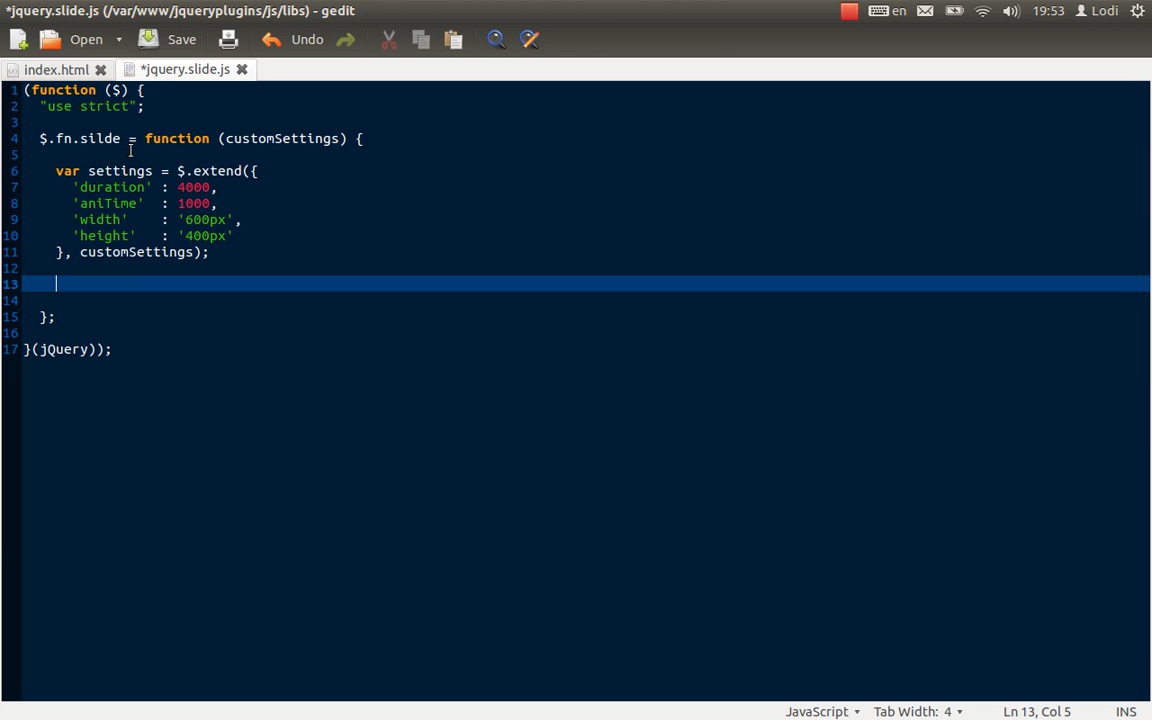 *jquery.slide.js (/var/www/jqueryplugins/js/libs) - gedit
en 19:53 Lodi
Open Save Undo
index.html *jquery.slide.js
1 (function ($) {
2 "use strict";
3
4 $.fn.silde = function (customSettings) {
5
6 var settings = $.extend({
7 'duration' : 4000,
8 'aniTime' : 1000,
9 'width' : '600px',
10 'height' : '400px'
11 }, customSettings);
12
13
14
15 };
16
17 }(jQuery));
JavaScript Tab Width: 4 Ln 13, Col 5 INS